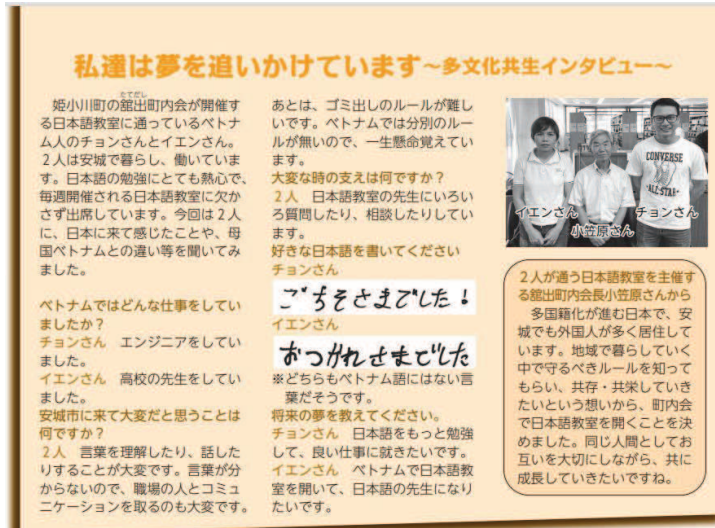 私達は夢を追いかけています~多文化共生インタビュー~
たてだし
姫小川町の舘出町内会が開催す
る日本語教室に通っているベトナ
ム人のチョンさんとイエンさん。
2人は安城で暮らし、働いていま
す。日本語の勉強にとても熱心で、
毎週開催される日本語教室に欠か
さず出席しています。今回は2人
に、日本に来て感じたことや、母
国ベトナムとの違い等を聞いてみ
ました。
ベトナムではどんな仕事をしてい
ましたか?
チョンさん エンジニアをしてい
ました。
イエンさん 高校の先生をしてい
ました。
安城市に来て大変だと思うことは
何ですか?
2人 言葉を理解したり、話した
りすることが大変です。言葉が分
からないので、職場の人とコミュ
ニケーションを取るのも大変です。
あとは、ゴミ出しのルールが難し
いです。ベトナムでは分別のルー
ルが無いので、一生懸命覚えてい
ます。
大変な時の支えは何ですか?
2人 日本語教室の先生にいろい
ろ質問したり、相談したりしてい
ます。
好きな日本語を書いてください
チョンさん
ごちそさまでした!
イエンさん
おつかれさまでした
※どちらもベトナム語にはない言
葉だそうです。
将来の夢を教えてください。
チョンさん 日本語をもっと勉強
して、良い仕事に就きたいです。
イエンさん ベトナムで日本語教
室を開いて、日本語の先生になり
たいです。
CONVERSE
ALL★STAR
イエンさん
小笠原さん
チョンさん
2人が通う日本語教室を主催す
る舘出町内会長小笠原さんから
多国籍化が進む日本で、安
城でも外国人が多く居住して
います。地域で暮らしていく
中で守るべきルールを知って
もらい、共存・共栄していき
たいという想いから、町内会
で日本語教室を開くことを決
めました。同じ人間としてお
互いを大切にしながら、共に
成長していきたいですね。